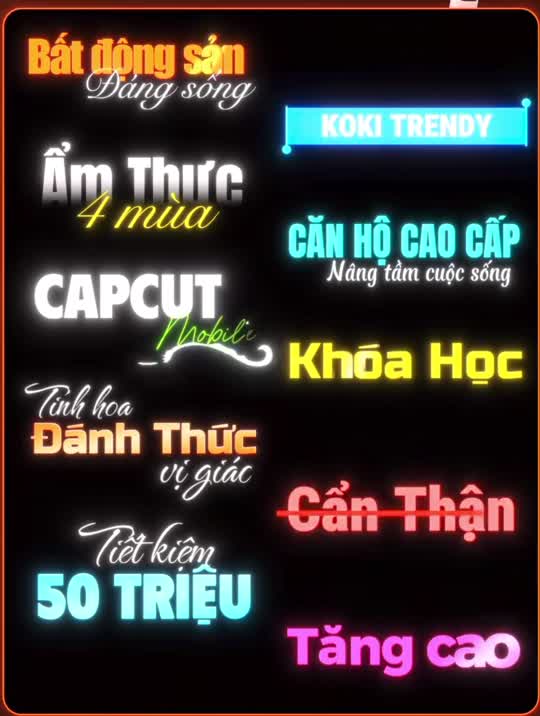 Bất động sản
Đáng sống
Ẩm Thực
4 mùa
CAPCUT
Mobile
Tinh hoa
Đánh Thức
vị giác
Tiết kiệm
50 TRIỆU
KOKI TRENDY
CĂN HỘ CAO CẤP
Nâng tầm cuộc sống
Khóa Học
Cẩn Thận
Tăng cao